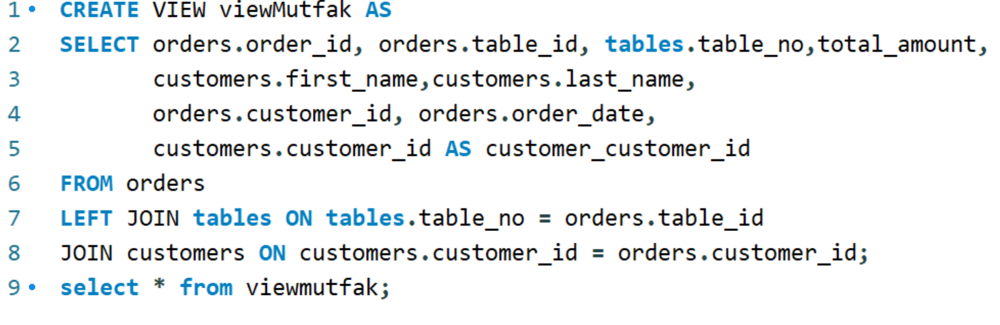 1 • CREATE VIEW viewMutfak AS
2 SELECT orders.order_id, orders.table_id, tables.table_no,total_amount,
3 customers.first_name,customers.last_name,
4 orders.customer_id, orders.order_date,
5 customers.customer_id AS customer_customer_id
6 FROM orders
7 LEFT JOIN tables ON tables.table_no = orders.table_id
8 JOIN customers ON customers.customer_id = orders.customer_id;
9 • select * from viewmutfak;